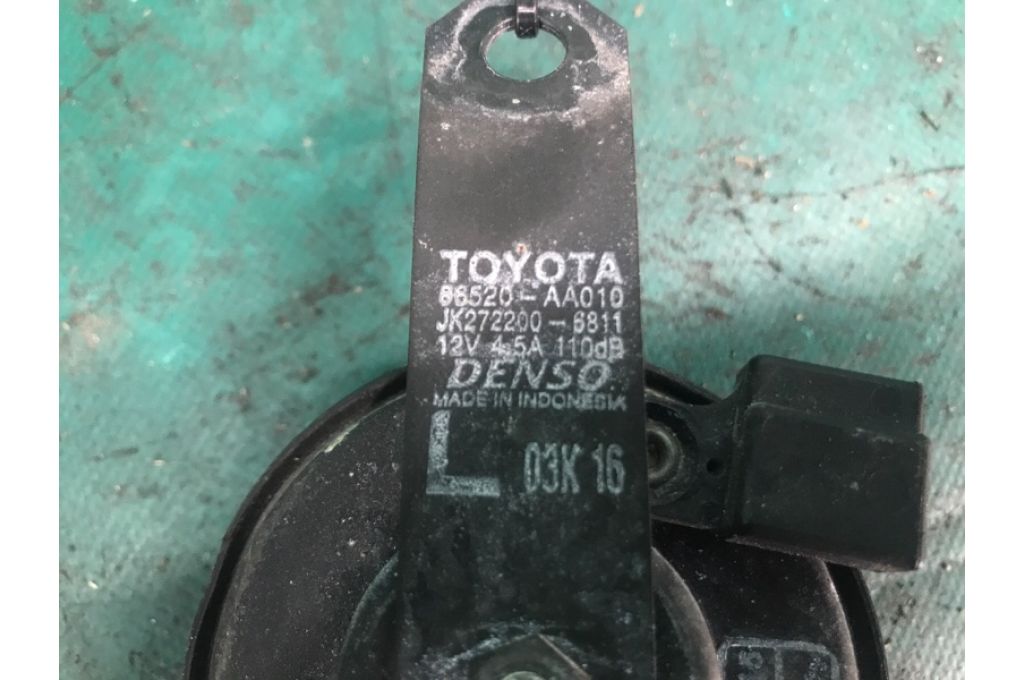 TOYOTA
86520-AA010
JK272200-6811
12V 4.5A 110dB
DENSO
MADE IN INDONESIA
L
03K 16